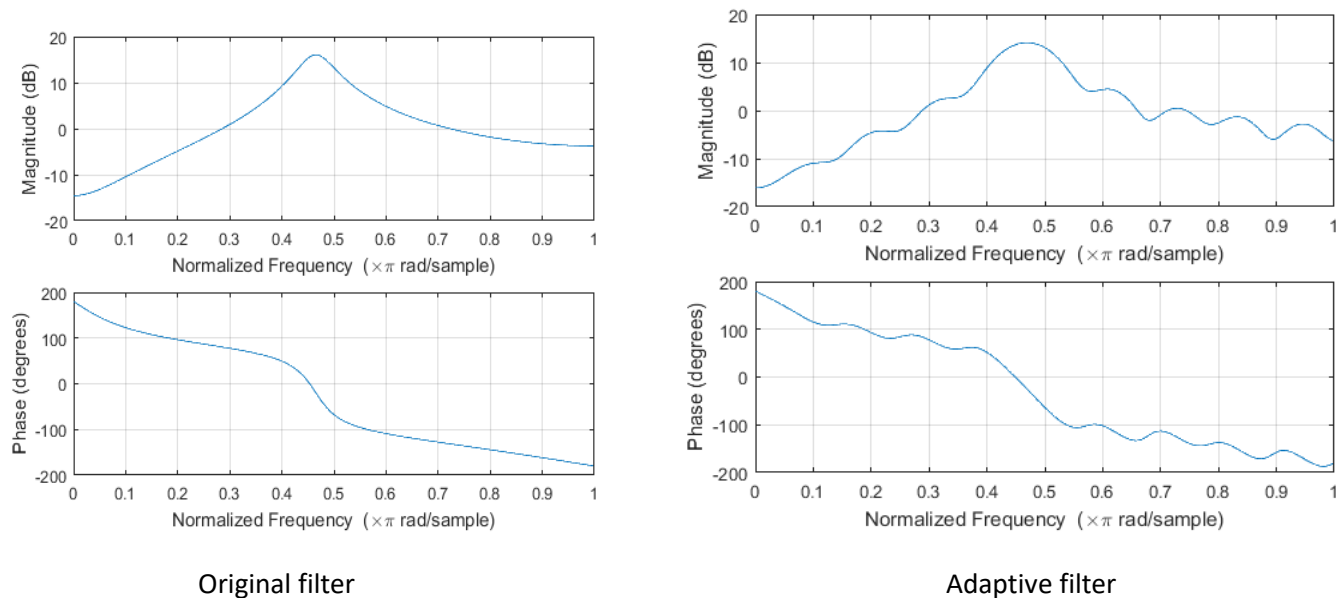 20
10
0
-10
-20
Magnitude (dB)
0 0.1 0.2 0.3 0.4 0.5 0.6 0.7 0.8 0.9 1
Normalized Frequency (×π rad/sample)
200
100
0
-100
-200
Phase (degrees)
0 0.1 0.2 0.3 0.4 0.5 0.6 0.7 0.8 0.9 1
Normalized Frequency (×π rad/sample)
Original filter
20
10
0
-10
-20
Magnitude (dB)
0 0.1 0.2 0.3 0.4 0.5 0.6 0.7 0.8 0.9 1
Normalized Frequency (×π rad/sample)
200
100
0
-100
-200
Phase (degrees)
0 0.1 0.2 0.3 0.4 0.5 0.6 0.7 0.8 0.9 1
Normalized Frequency (×π rad/sample)
Adaptive filter